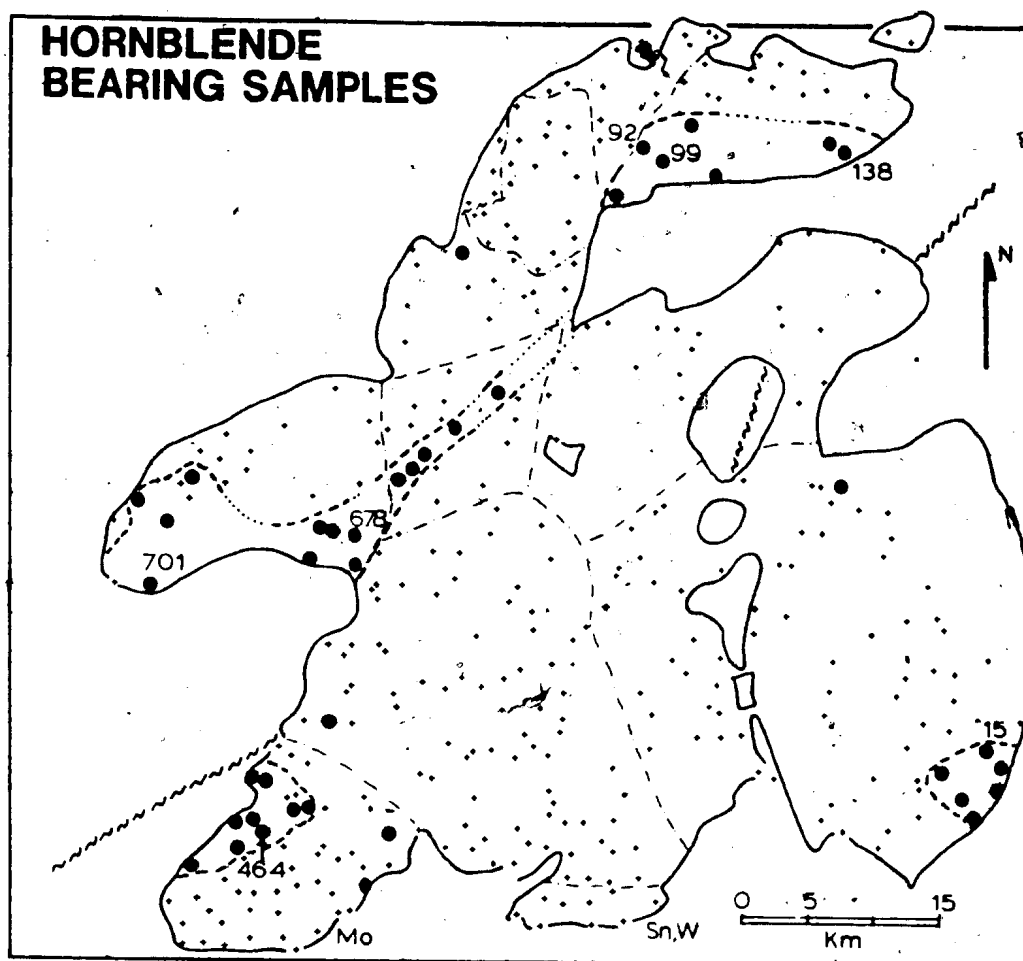 HORNBLENDE
BEARING SAMPLES
92
99
138
N
678
701
15
464
0 5 15
Km
Mo
Sn,W